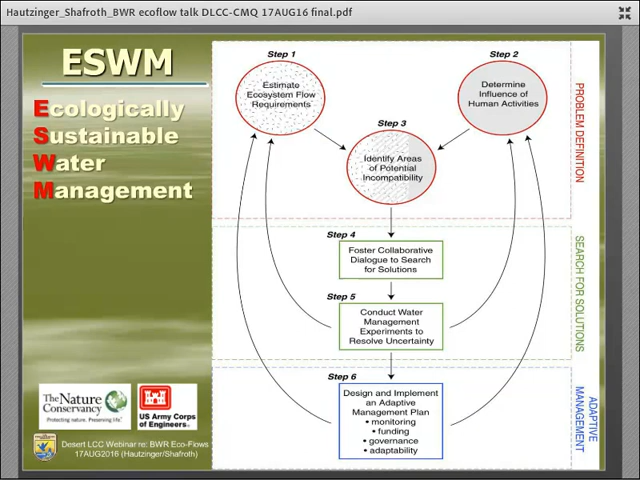 Hautzinger_Shafroth_BWR ecoflow talk DLCC-CMQ 17AUG16 final.pdf
ESWM
Ecologically
Sustainable
Water
Management
Step 1
Estimate
Ecosystem Flow
Requirements
Step 2
Determine
Influence of
Human Activities
Step 3
Identify Areas
of Potential
Incompatibility
PROBLEM DEFINITION
Step 4
Foster Collaborative
Dialogue to Search
for Solutions
Step 5
Conduct Water
Management
Experiments to
Resolve Uncertainty
SEARCH FOR SOLUTIONS
Step 6
Design and Implement
an Adaptive
Management Plan
• monitoring
• funding
• governance
• adaptability
ADAPTIVE
MANAGEMENT
The Nature
Conservancy
Protecting nature. Preserving life.
US Army Corps
of Engineers
Desert LCC Webinar re: BWR Eco-Flows
17AUG2016 (Hautzinger/Shafroth)